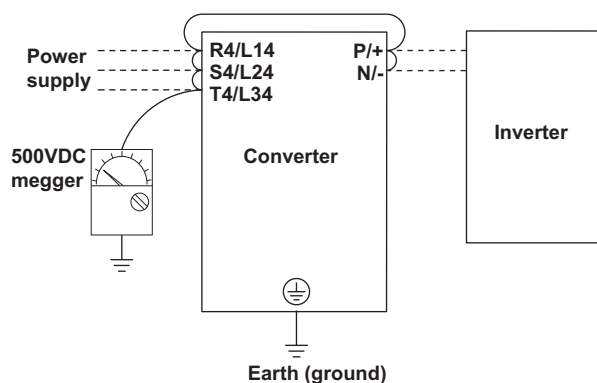 Power
supply
R4/L14
S4/L24
T4/L34
P/+
N/-
500VDC
megger
Converter
Inverter
Earth (ground)